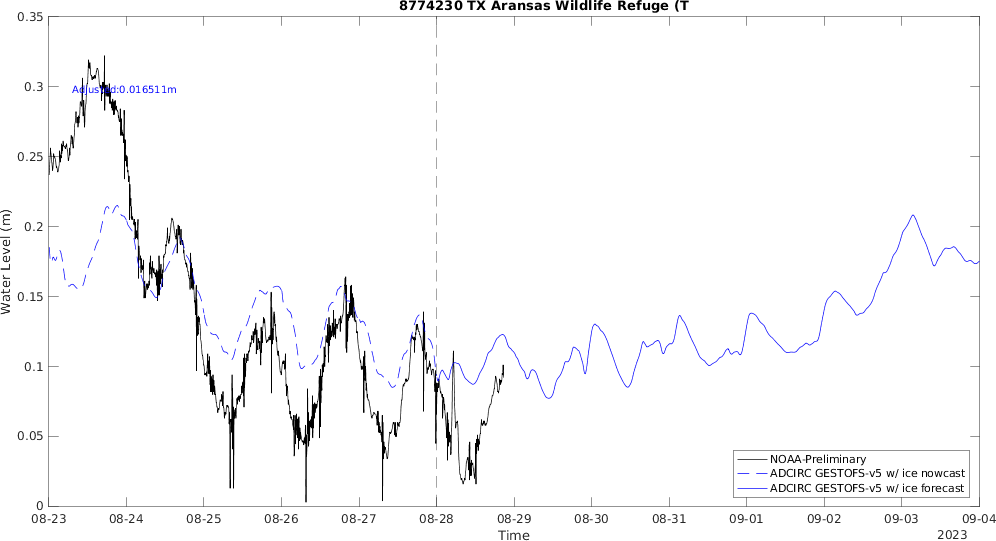 8774230 TX Aransas Wildlife Refuge (T
0.35
0.3
0.25
0.2
0.15
0.1
0.05
0
Water Level (m)
Adjusted:0.016511m
NOAA-Preliminary
ADCIRC GESTOFS-v5 w/ ice nowcast
ADCIRC GESTOFS-v5 w/ ice forecast
08-23 08-24 08-25 08-26 08-27 08-28 08-29 08-30 08-31 09-01 09-02 09-03 09-04
Time
2023